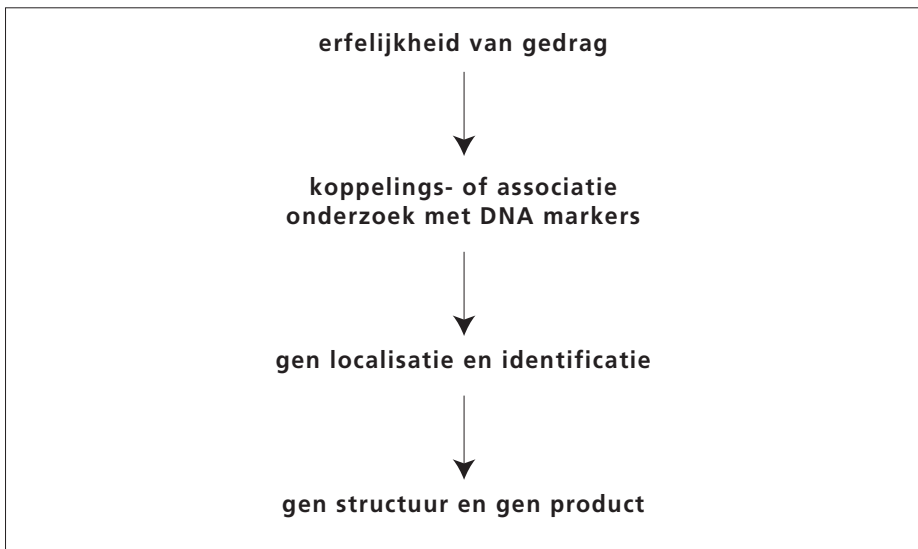 erfelijkheid van gedrag
koppelings- of associatie
onderzoek met DNA markers
gen localisatie en identificatie
gen structuur en gen product